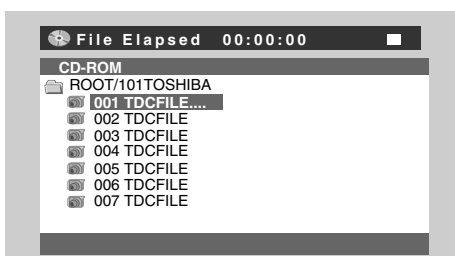 File Elapsed 00:00:00
CD-ROM
ROOT/101TOSHIBA
001 TDCFILE....
002 TDCFILE
003 TDCFILE
004 TDCFILE
005 TDCFILE
006 TDCFILE
007 TDCFILE